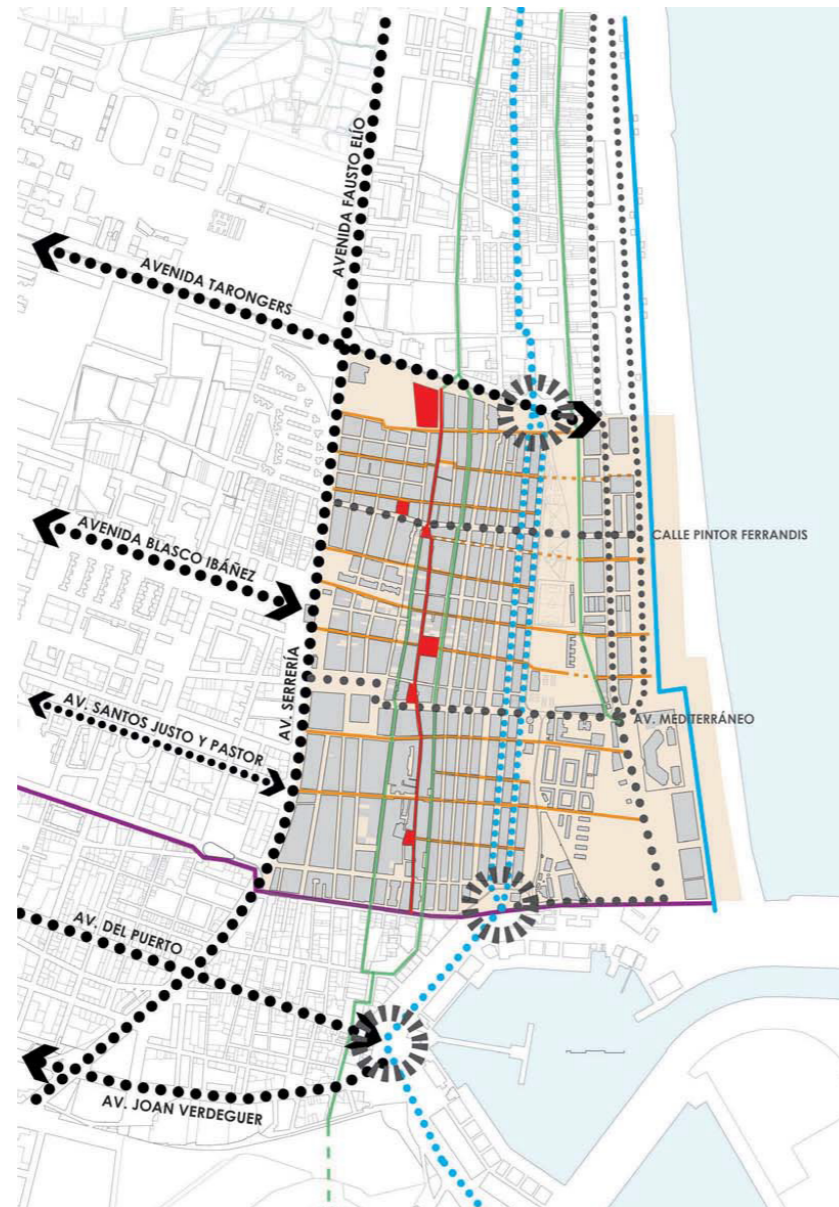 AVENIDA FAUSTO ELÍO
AVENIDA TARONGERS
CALLE PINTOR FERRANDIS
AVENIDA BLASCO IBÁÑEZ
AV. SERRERÍA
AV. SANTOS JUSTO Y PASTOR
AV. MEDITERRÁNEO
AV. DEL PUERTO
AV. JOAN VERDEGUER